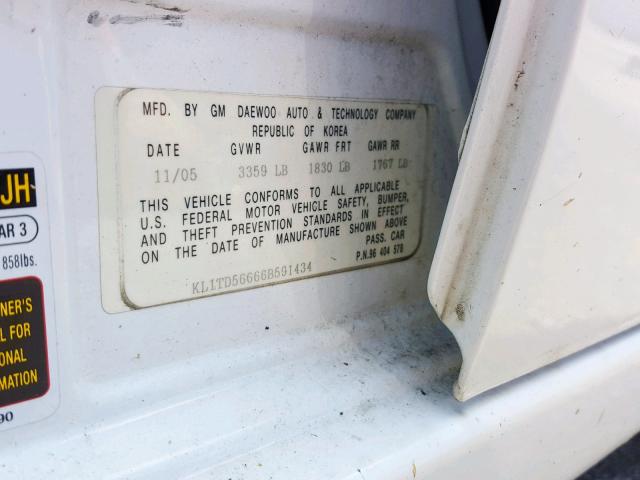 MFD. BY GM DAEWOO AUTO & TECHNOLOGY COMPANY
REPUBLIC OF KOREA
DATE GVWR GAWR FRT GAWR RR
11/05 3359 LB 1830 LB 1767 LB
THIS VEHICLE CONFORMS TO ALL APPLICABLE
U.S. FEDERAL MOTOR VEHICLE SAFETY, BUMPER,
AND THEFT PREVENTION STANDARDS IN EFFECT
ON THE DATE OF MANUFACTURE SHOWN ABOVE
PASS. CAR
P.N.96 404 578
KL1TD56666B591434
JH
AR 3
858lbs.
NER'S
L FOR
ONAL
MATION
90